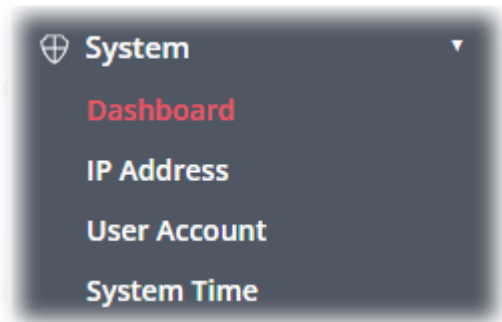 System
Dashboard
IP Address
User Account
System Time